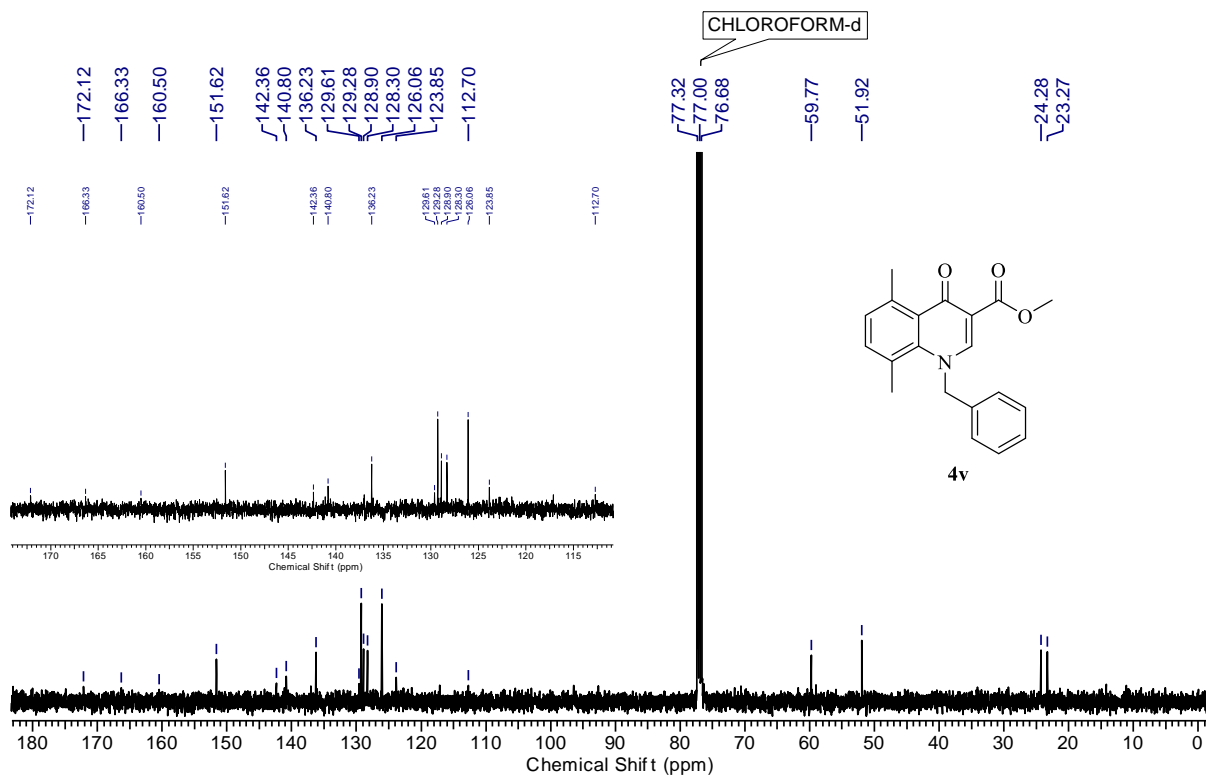 CHLOROFORM-d
172.12 166.33 160.50 151.62 142.36 140.80 136.23 129.61 129.28 128.90 128.30 126.06 123.85 112.70 77.32 77.00 76.68 59.77 51.92 24.28 23.27
172.12 166.33 160.50 151.62 142.36 140.80 136.23 129.61 129.28 128.90 128.30 126.06 123.85 112.70
O O
O
N
4v
170 165 160 155 150 145 140 135 130 125 120 115
Chemical Shift (ppm)
180 170 160 150 140 130 120 110 100 90 80 70 60 50 40 30 20 10 0
Chemical Shift (ppm)